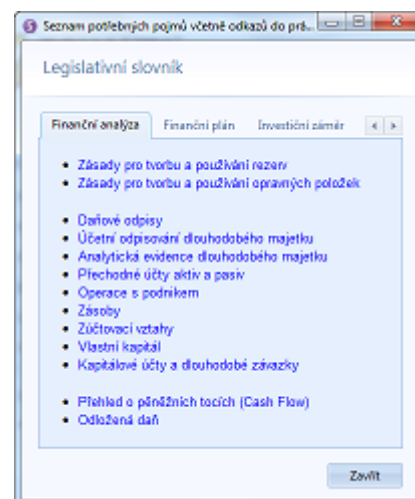 Seznam potřebných pojmů včetně odkazů do prá...
Legislativní slovník
Finanční analýza Finanční plán Investiční záměr
Zásady pro tvorbu a používání rezerv
Zásady pro tvorbu a používání opravných položek
Daňové odpisy
Účetní odpisování dlouhodobého majetku
Analytická evidence dlouhodobého majetku
Přechodné účty aktiv a pasiv
Operace s podnikem
Zásoby
Zúčtovací vztahy
Vlastní kapitál
Kapitálové účty a dlouhodobé závazky
Přehled o peněžních tocích (Cash Flow)
Odložená daň
Zavřít